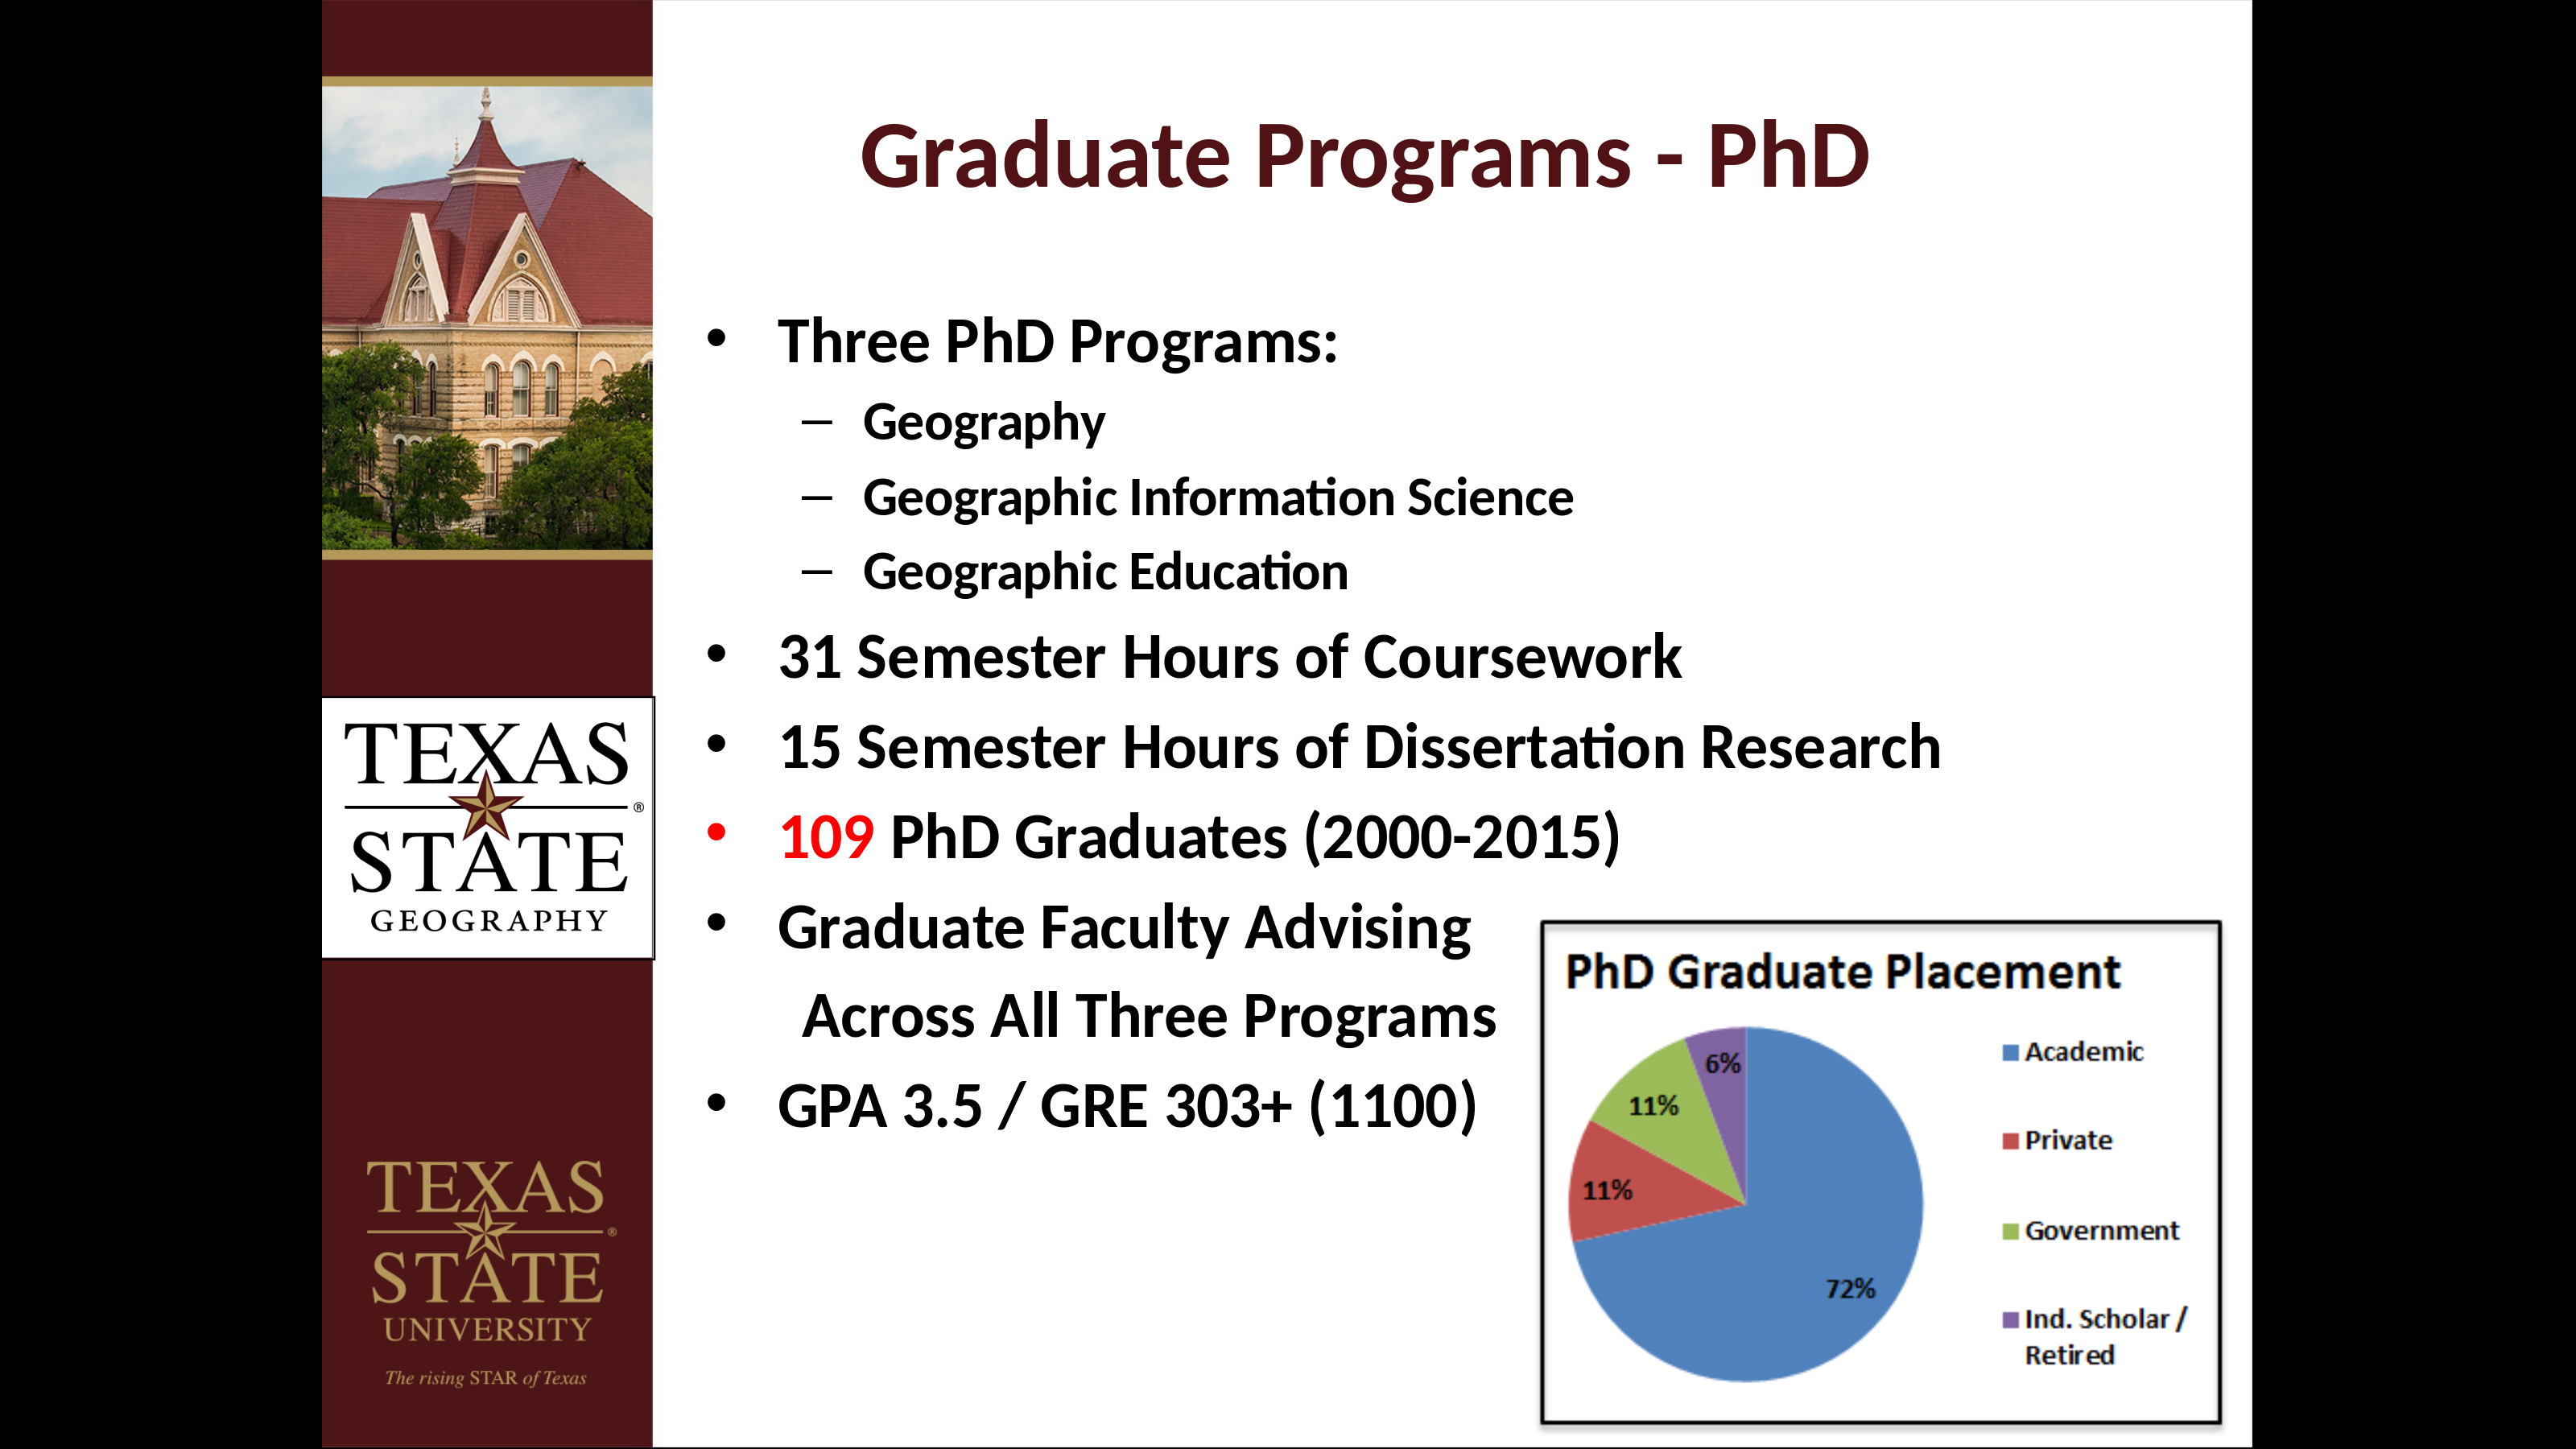 Graduate Programs - PhD
• Three PhD Programs:
– Geography
– Geographic Information Science
– Geographic Education
• 31 Semester Hours of Coursework
• 15 Semester Hours of Dissertation Research
• 109 PhD Graduates (2000-2015)
• Graduate Faculty Advising
Across All Three Programs
• GPA 3.5 / GRE 303+ (1100)
TEXAS
®
STATE
GEOGRAPHY
TEXAS
®
STATE
UNIVERSITY
The rising STAR of Texas
PhD Graduate Placement
6%
11%
11%
72%
Academic
Private
Government
Ind. Scholar /
Retired